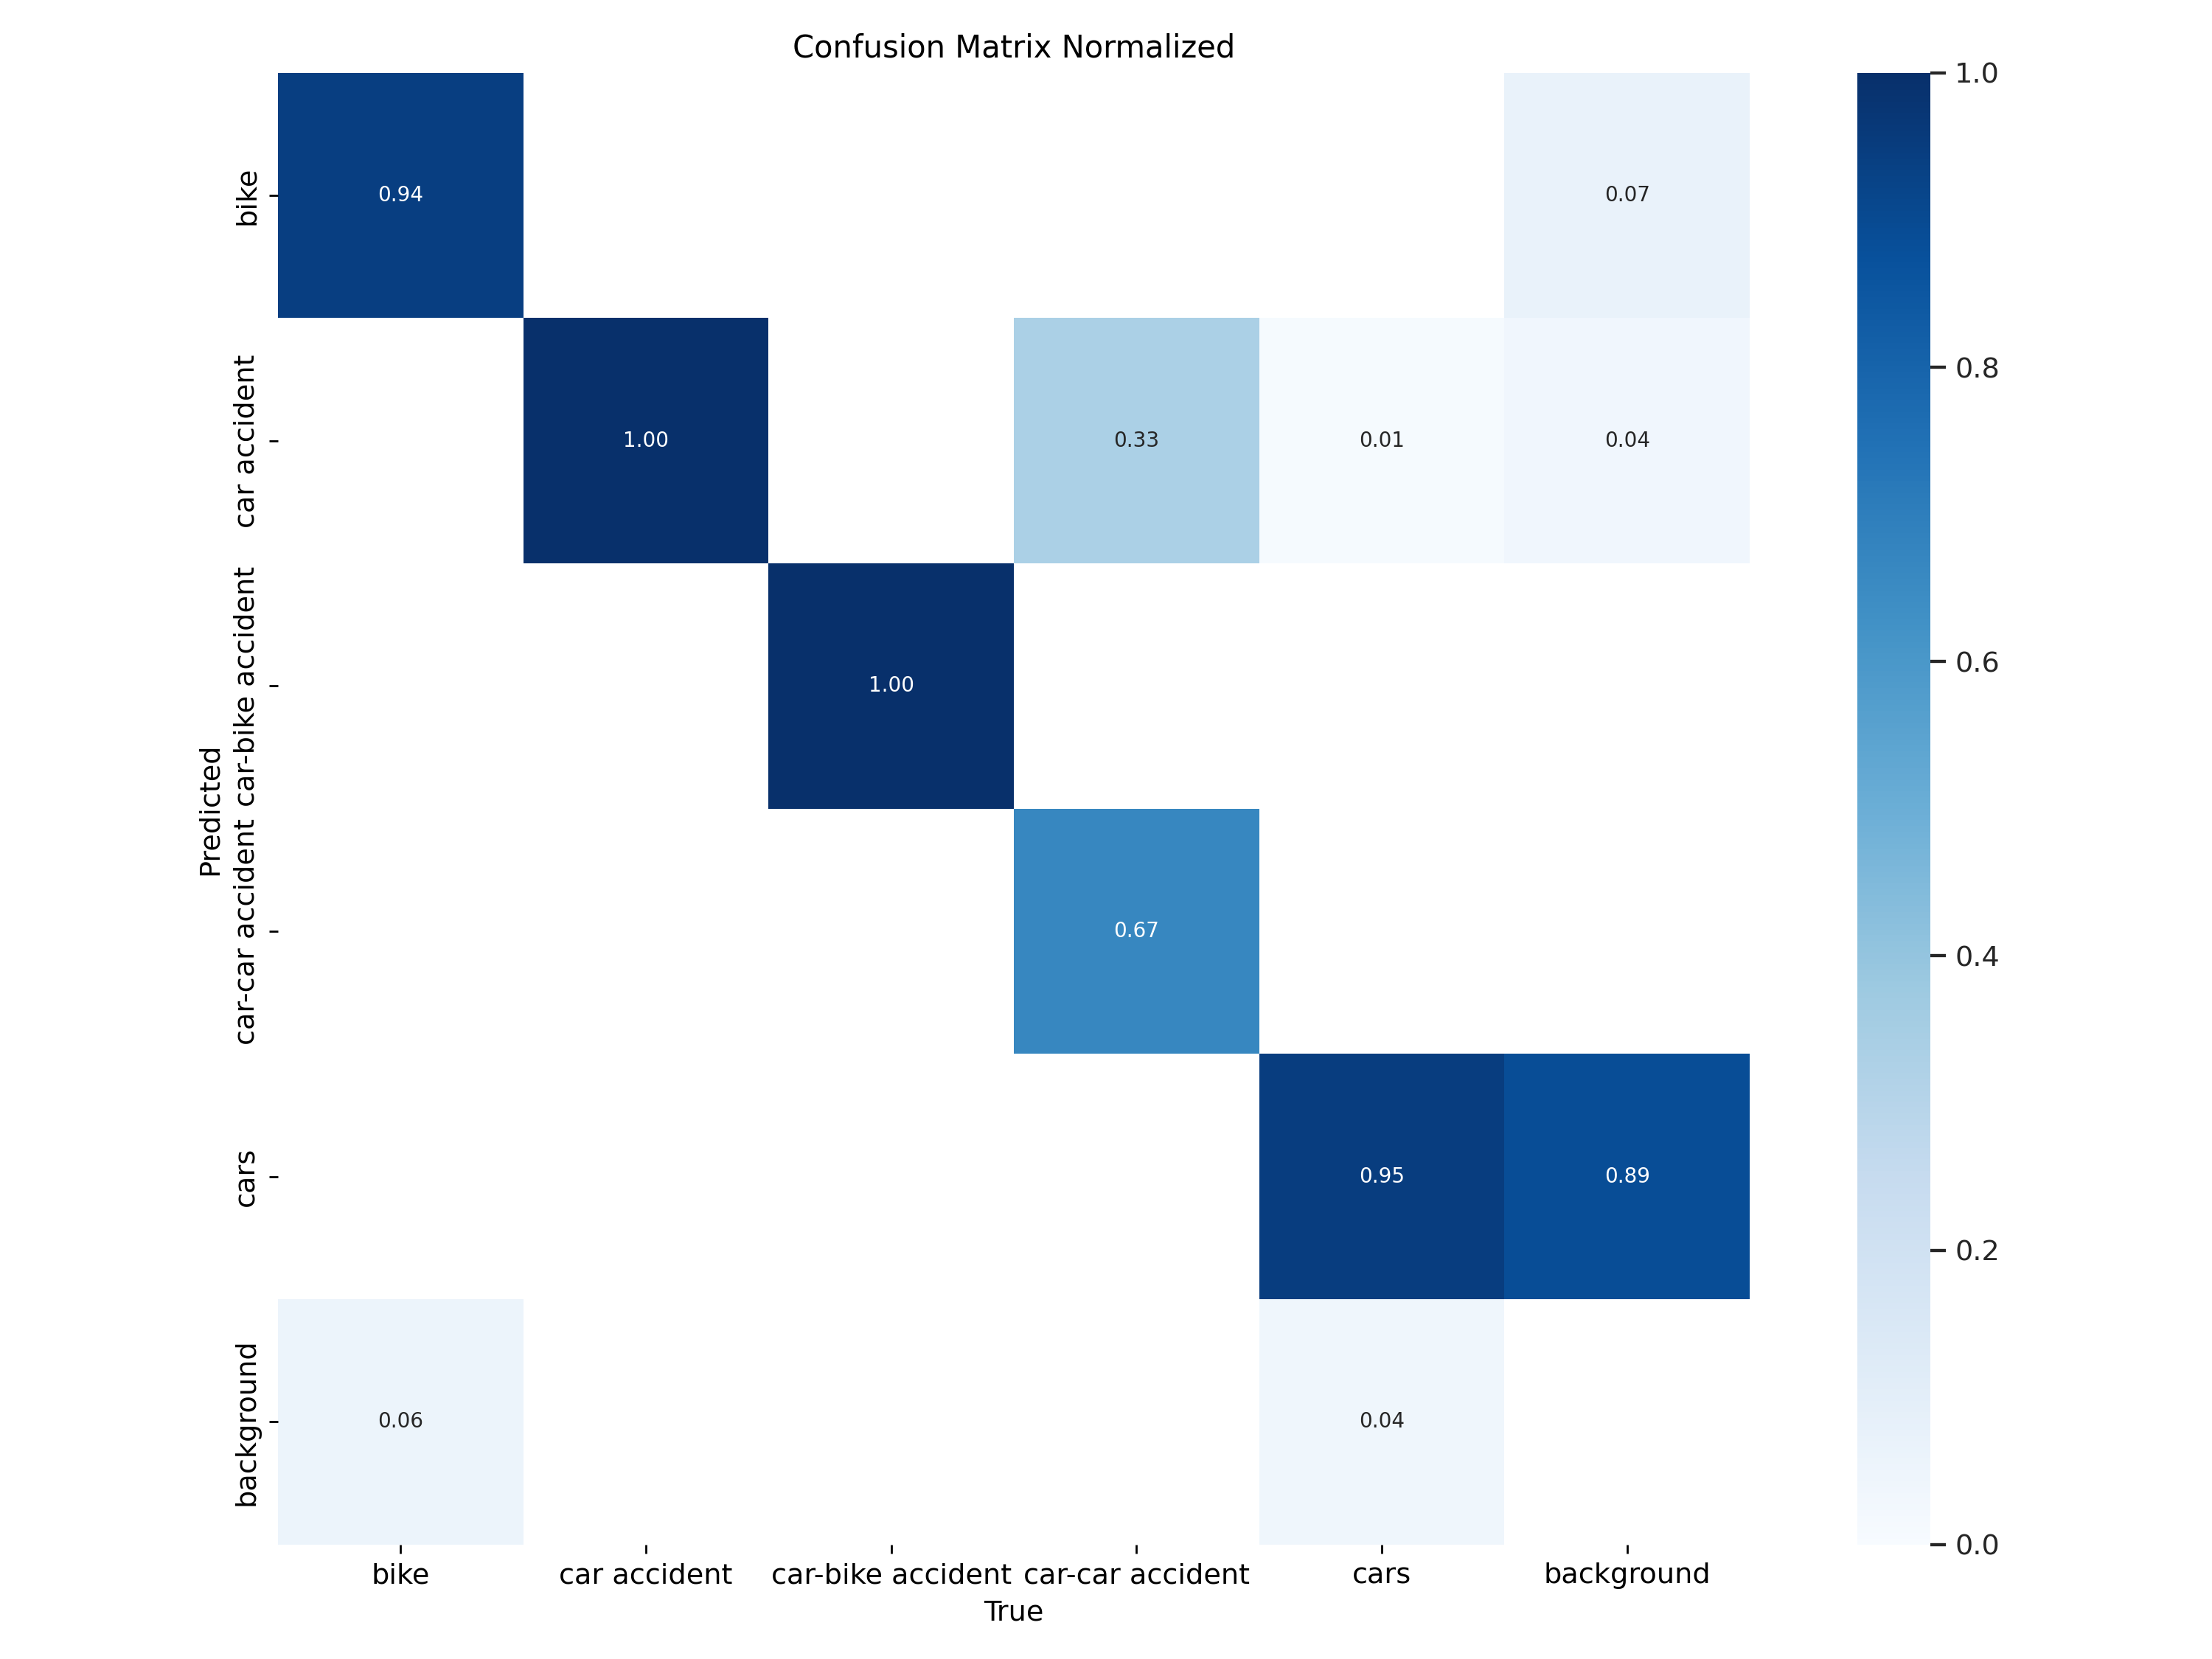 Confusion Matrix Normalized
bike
car accident
car-bike accident
car-car accident
cars
background
Predicted
0.94
0.07
1.00
0.33
0.01
0.04
1.00
0.67
0.95
0.89
0.06
0.04
bike
car accident
car-bike accident
car-car accident
cars
background
True
1.0
0.8
0.6
0.4
0.2
0.0